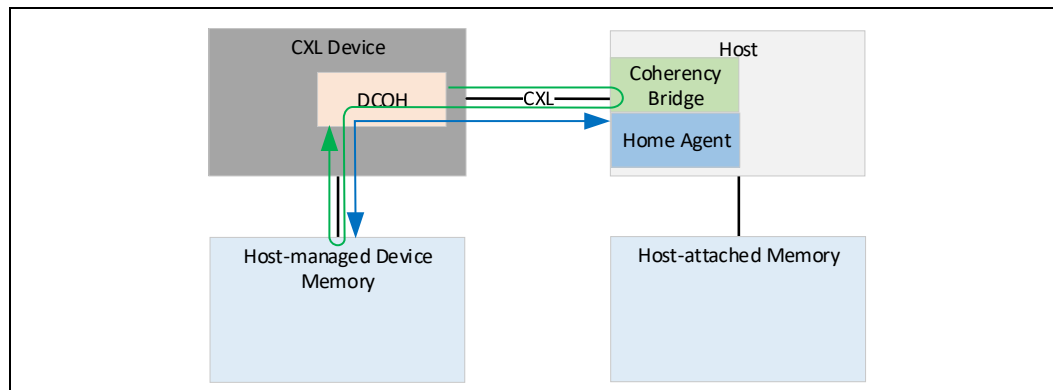 CXL Device
DCOH
CXL
Host
Coherency
Bridge
Home Agent
Host-managed Device
Memory
Host-attached Memory